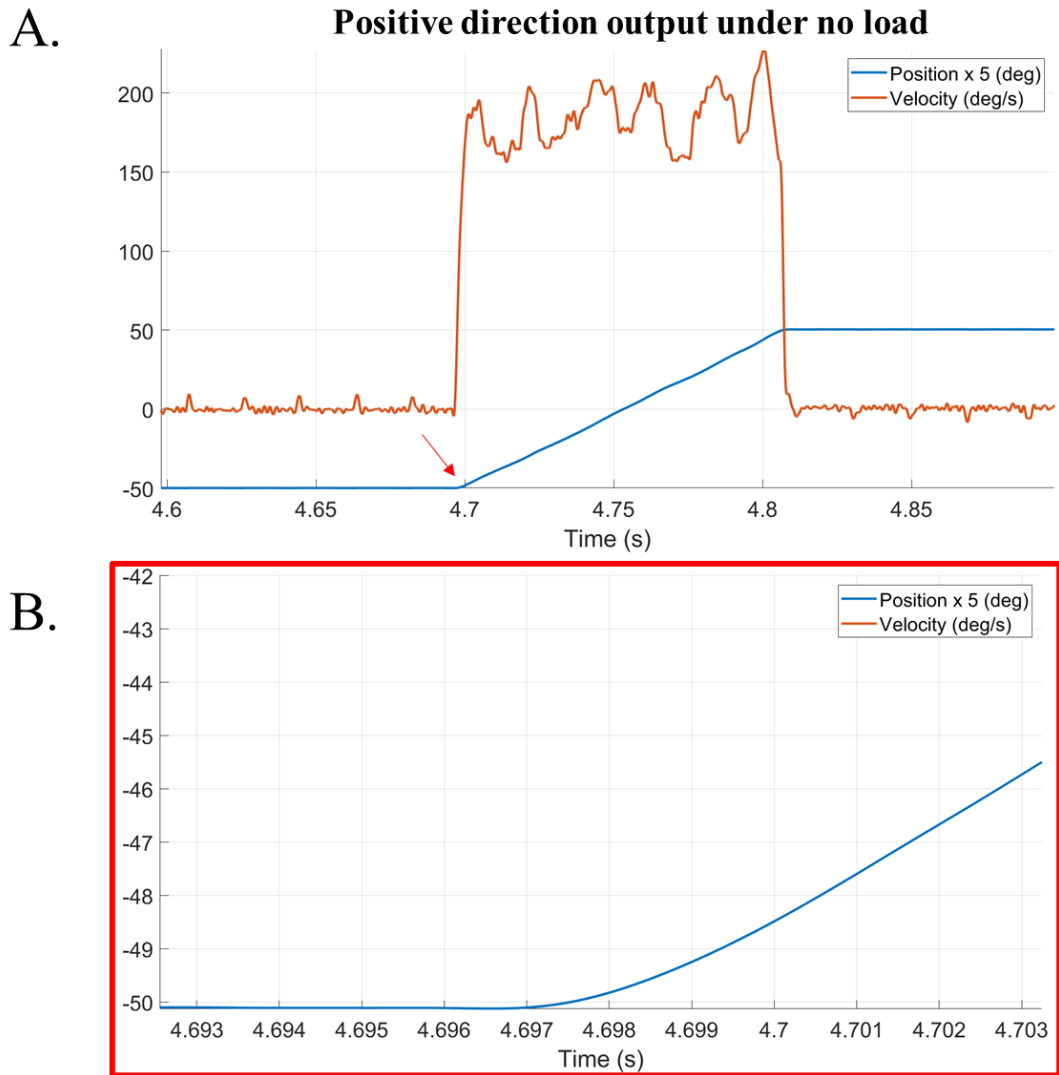 A.
Positive direction output under no load
Position x 5 (deg)
Velocity (deg/s)
200
150
100
50
0
-50
4.6 4.65 4.7 4.75 4.8 4.85
Time (s)
B.
Position x 5 (deg)
Velocity (deg/s)
-42
-43
-44
-45
-46
-47
-48
-49
-50
4.693 4.694 4.695 4.696 4.697 4.698 4.699 4.7 4.701 4.702 4.703
Time (s)